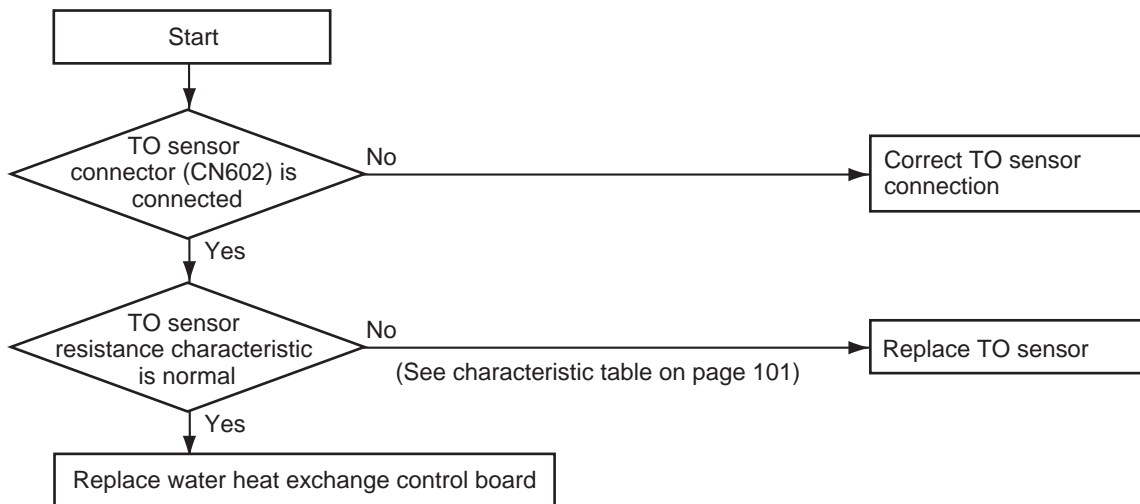 Start
TO sensor
connector (CN602) is
connected
No
Correct TO sensor
connection
Yes
TO sensor
resistance characteristic
is normal
No
(See characteristic table on page 101)
Replace TO sensor
Yes
Replace water heat exchange control board